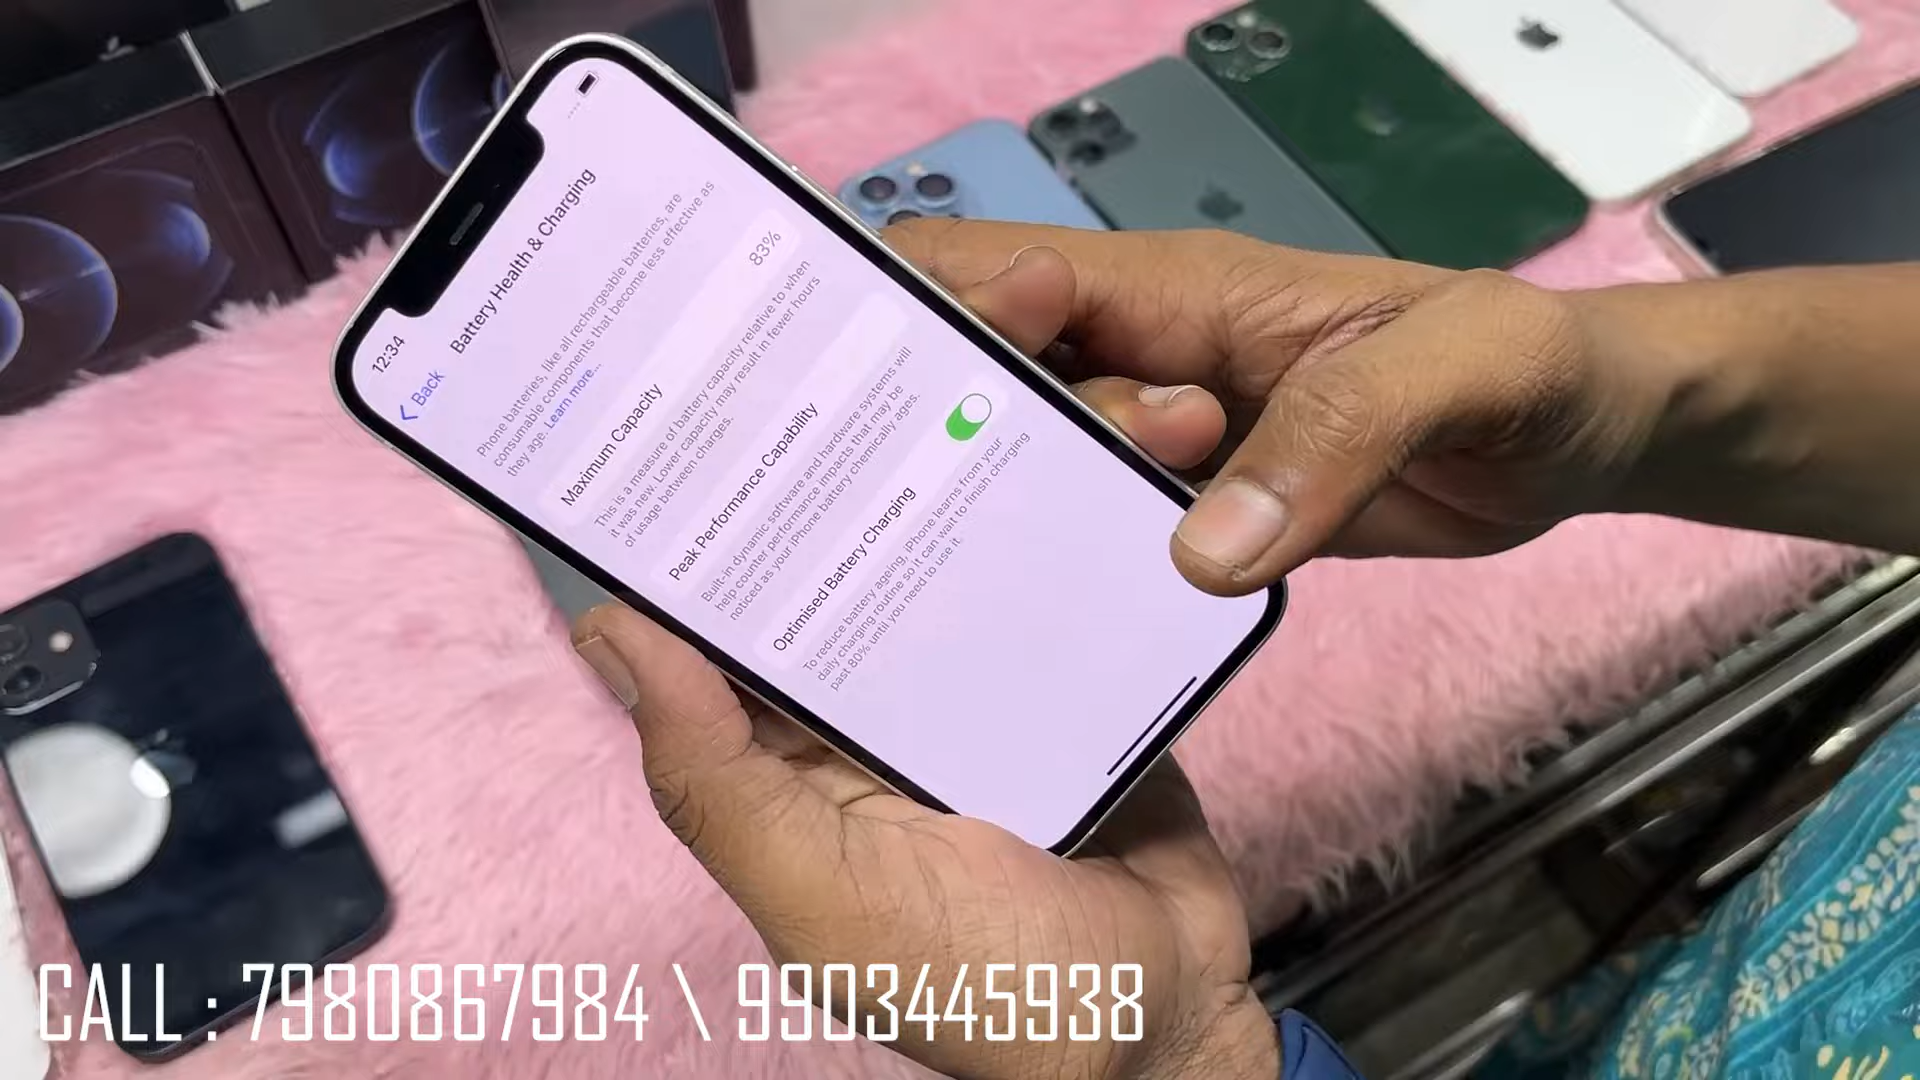 12:34
Back
Battery Health & Charging
Phone batteries, like all rechargeable batteries, are
consumable components that become less effective as
they age. Learn more...
Maximum Capacity 83%
This is a measure of battery capacity relative to when
it was new. Lower capacity may result in fewer hours
of usage between charges.
Peak Performance Capability
Built-in dynamic software and hardware systems will
help counter performance impacts that may be
noticed as your iPhone battery chemically ages.
Optimised Battery Charging
To reduce battery ageing, iPhone learns from your
daily charging routine so it can wait to finish charging
past 80% until you need to use it.
CALL : 7980867984 \ 9903445938